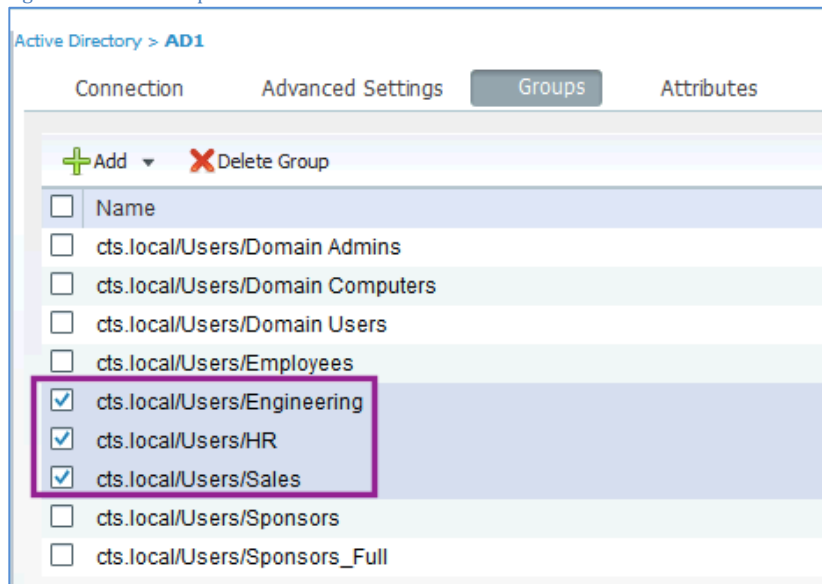 Active Directory > AD1
Connection Advanced Settings Groups Attributes
Add Delete Group
Name
cts.local/Users/Domain Admins
cts.local/Users/Domain Computers
cts.local/Users/Domain Users
cts.local/Users/Employees
cts.local/Users/Engineering
cts.local/Users/HR
cts.local/Users/Sales
cts.local/Users/Sponsors
cts.local/Users/Sponsors_Full